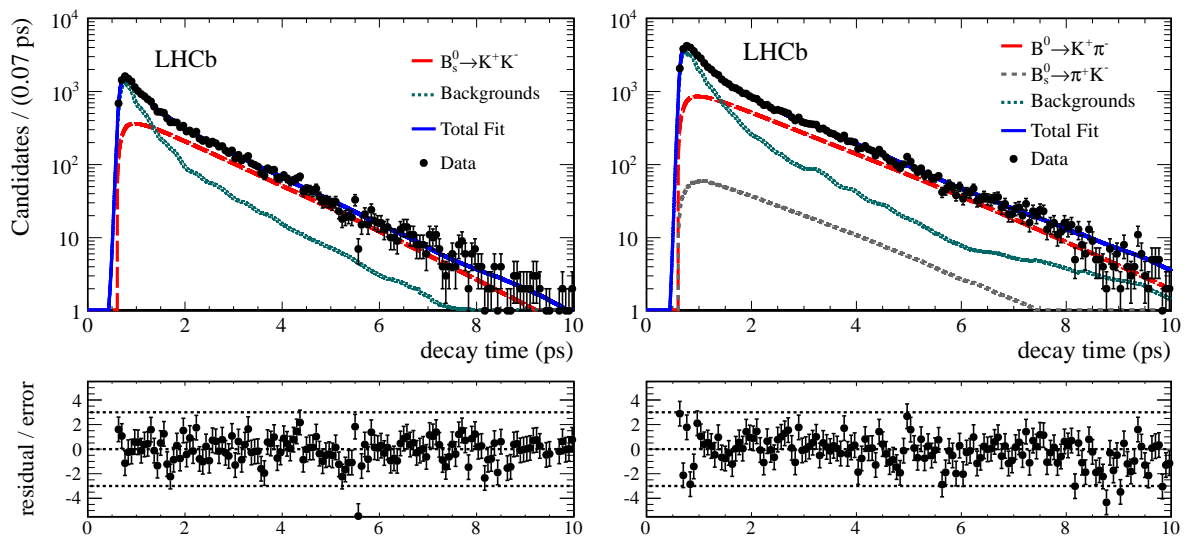 Candidates / (0.07 ps)
10⁴
10³
10²
10
1
LHCb
B⁰ₛ→K⁺K⁻
Backgrounds
Total Fit
Data
0 2 4 6 8 10
decay time (ps)
10⁴
10³
10²
10
1
LHCb
B⁰→K⁺π⁻
B⁰ₛ→π⁺K⁻
Backgrounds
Total Fit
Data
0 2 4 6 8 10
decay time (ps)
residual / error
4
2
0
-2
-4
0 2 4 6 8 10
4
2
0
-2
-4
0 2 4 6 8 10